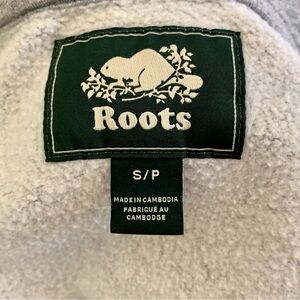 Roots
S/P
MADE IN CAMBODIA
FABRIQUÉ AU
CAMBODGE